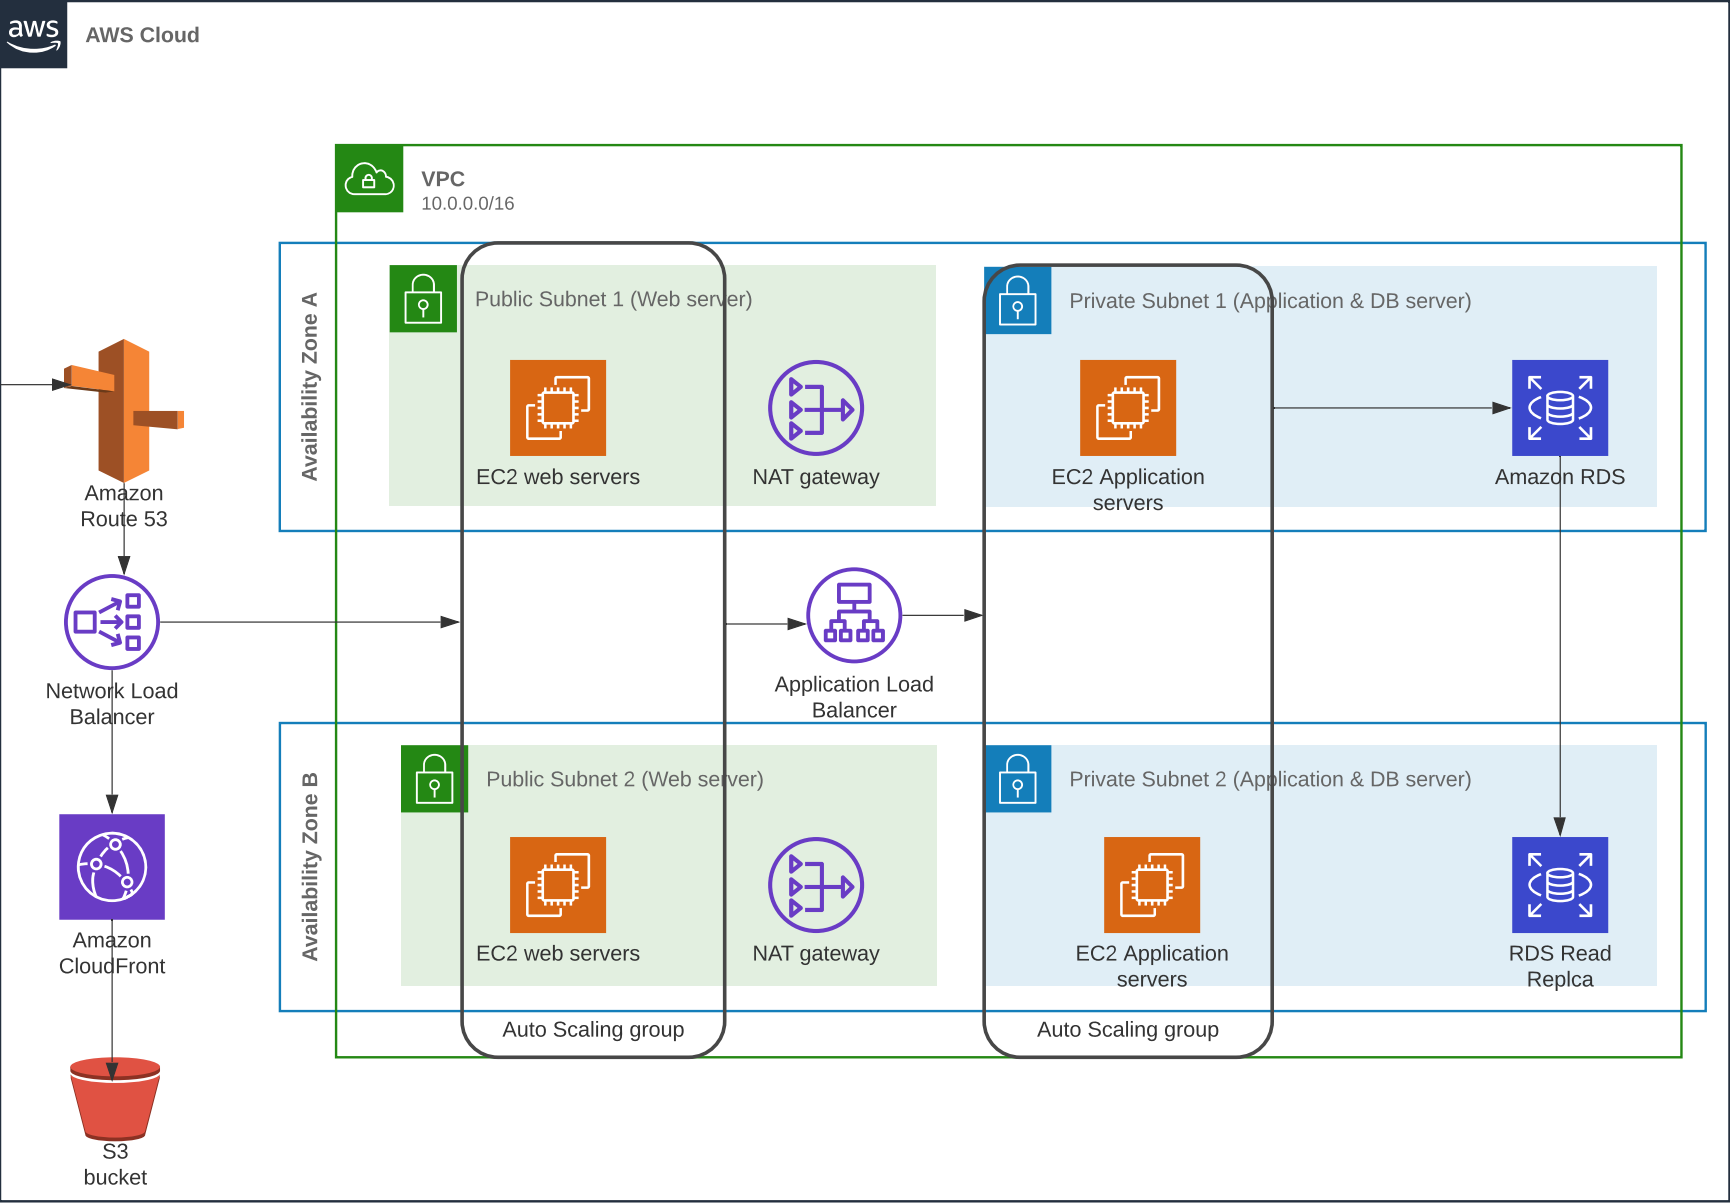 aws
AWS Cloud
VPC
10.0.0.0/16
Availability Zone A
Public Subnet 1 (Web server)
Private Subnet 1 (Application & DB server)
EC2 web servers
NAT gateway
EC2 Application
servers
Amazon RDS
Amazon
Route 53
Network Load
Balancer
Application Load
Balancer
Availability Zone B
Public Subnet 2 (Web server)
Private Subnet 2 (Application & DB server)
EC2 web servers
NAT gateway
EC2 Application
servers
RDS Read
Replca
Amazon
CloudFront
Auto Scaling group
Auto Scaling group
S3
bucket